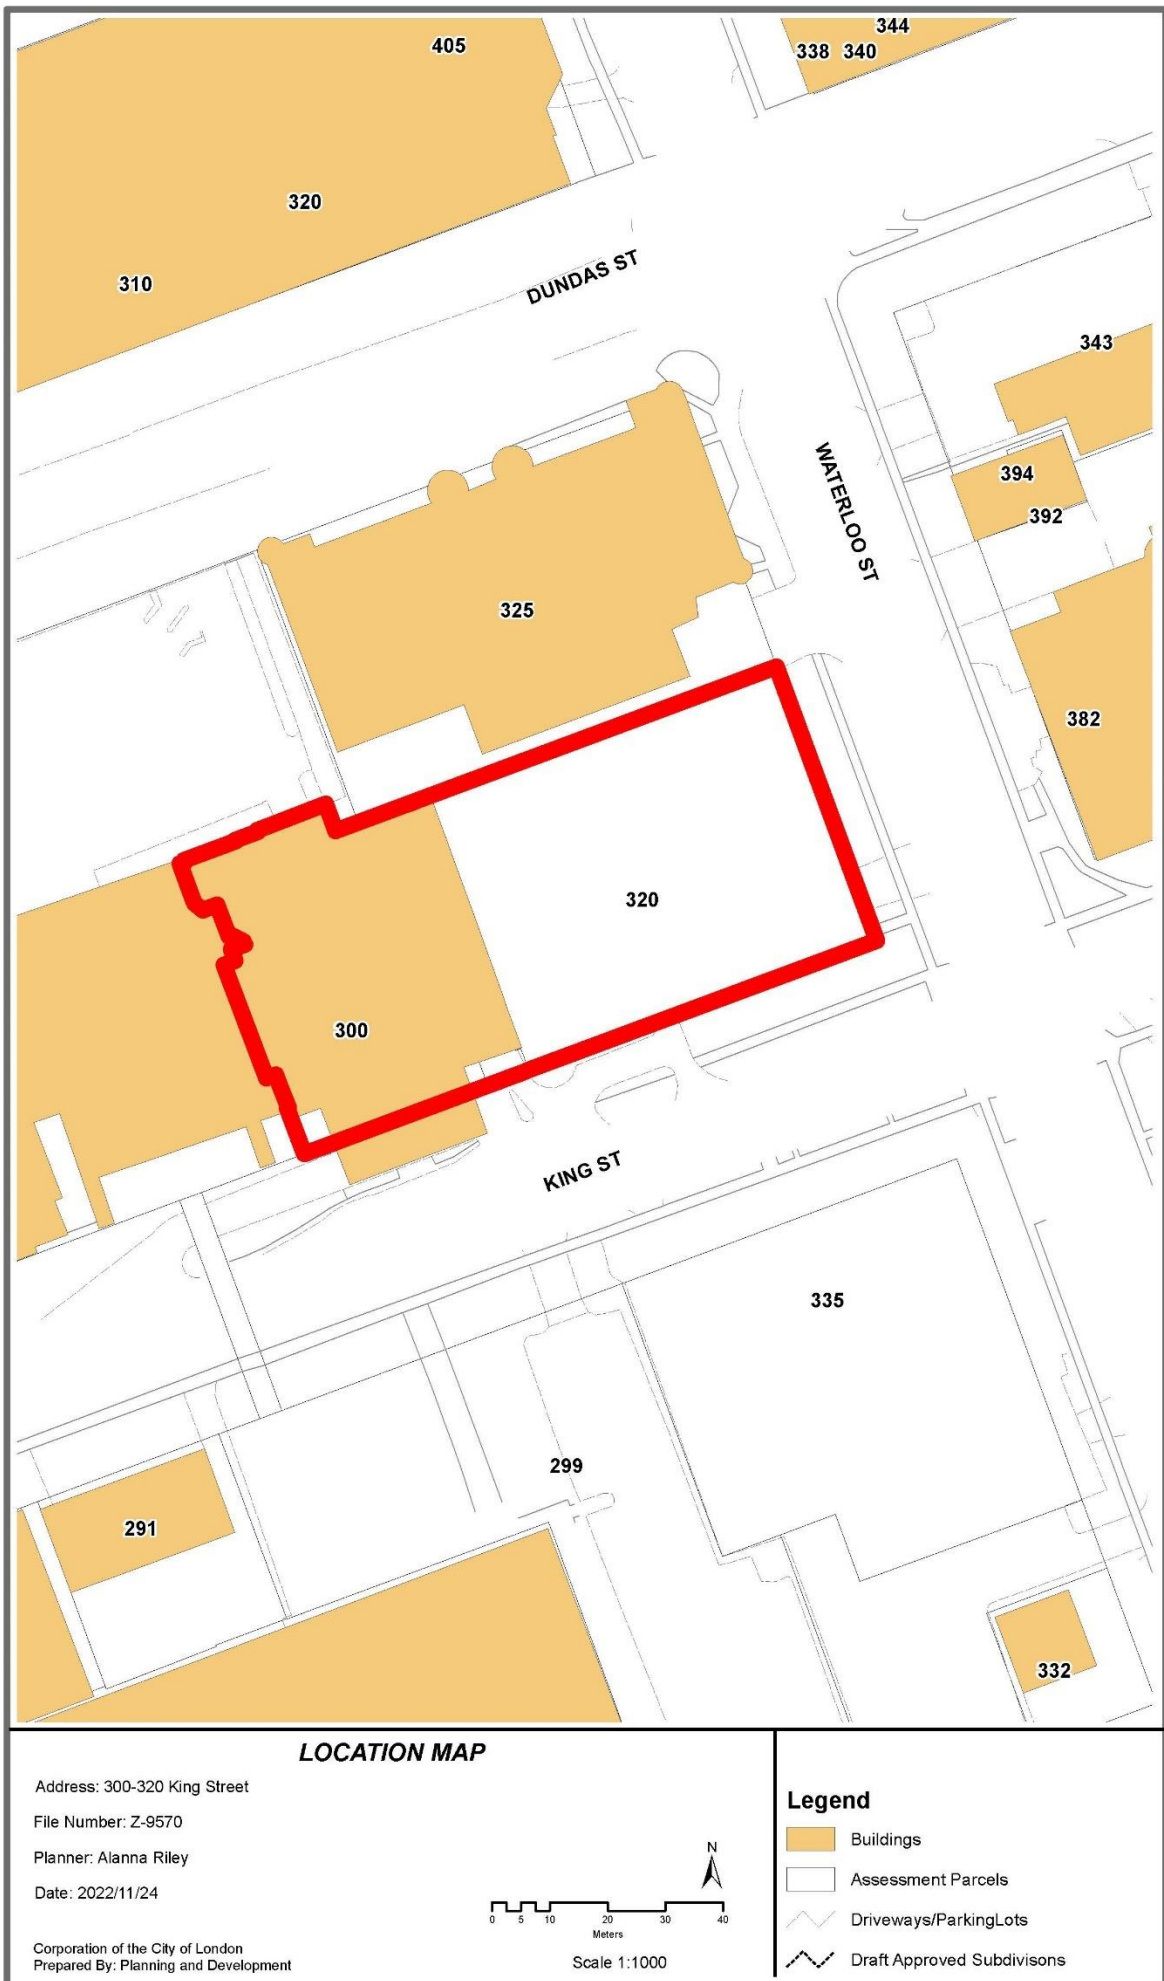 344
405
338 340
320
310
DUNDAS ST
343
WATERLOO ST
394
392
325
382
320
300
KING ST
335
299
291
332
LOCATION MAP
Address: 300-320 King Street
File Number: Z-9570
Planner: Alanna Riley
Date: 2022/11/24
Corporation of the City of London
Prepared By: Planning and Development
N
0 5 10 20 30 40
Meters
Scale 1:1000
Legend
Buildings
Assessment Parcels
Driveways/ParkingLots
Draft Approved Subdivisons